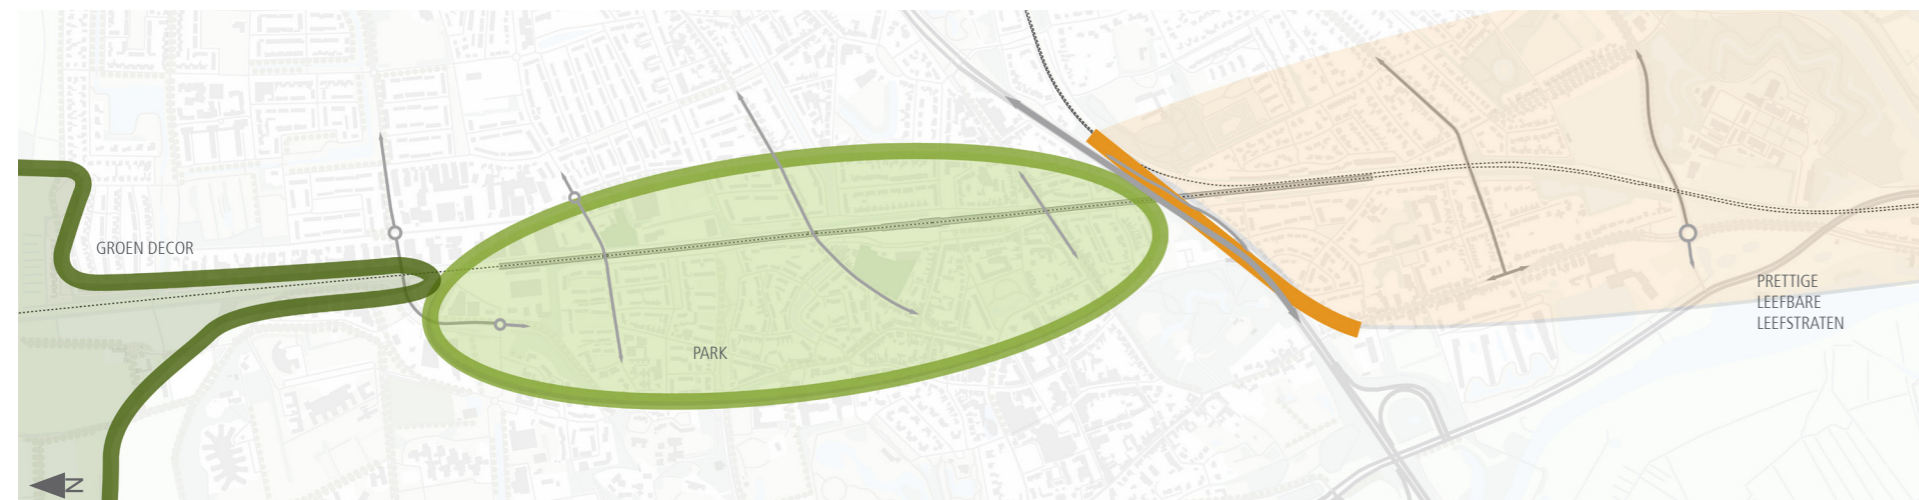 GROEN DECOR
PARK
PRETTIGE
LEEFBARE
LEEFSTRATEN
N